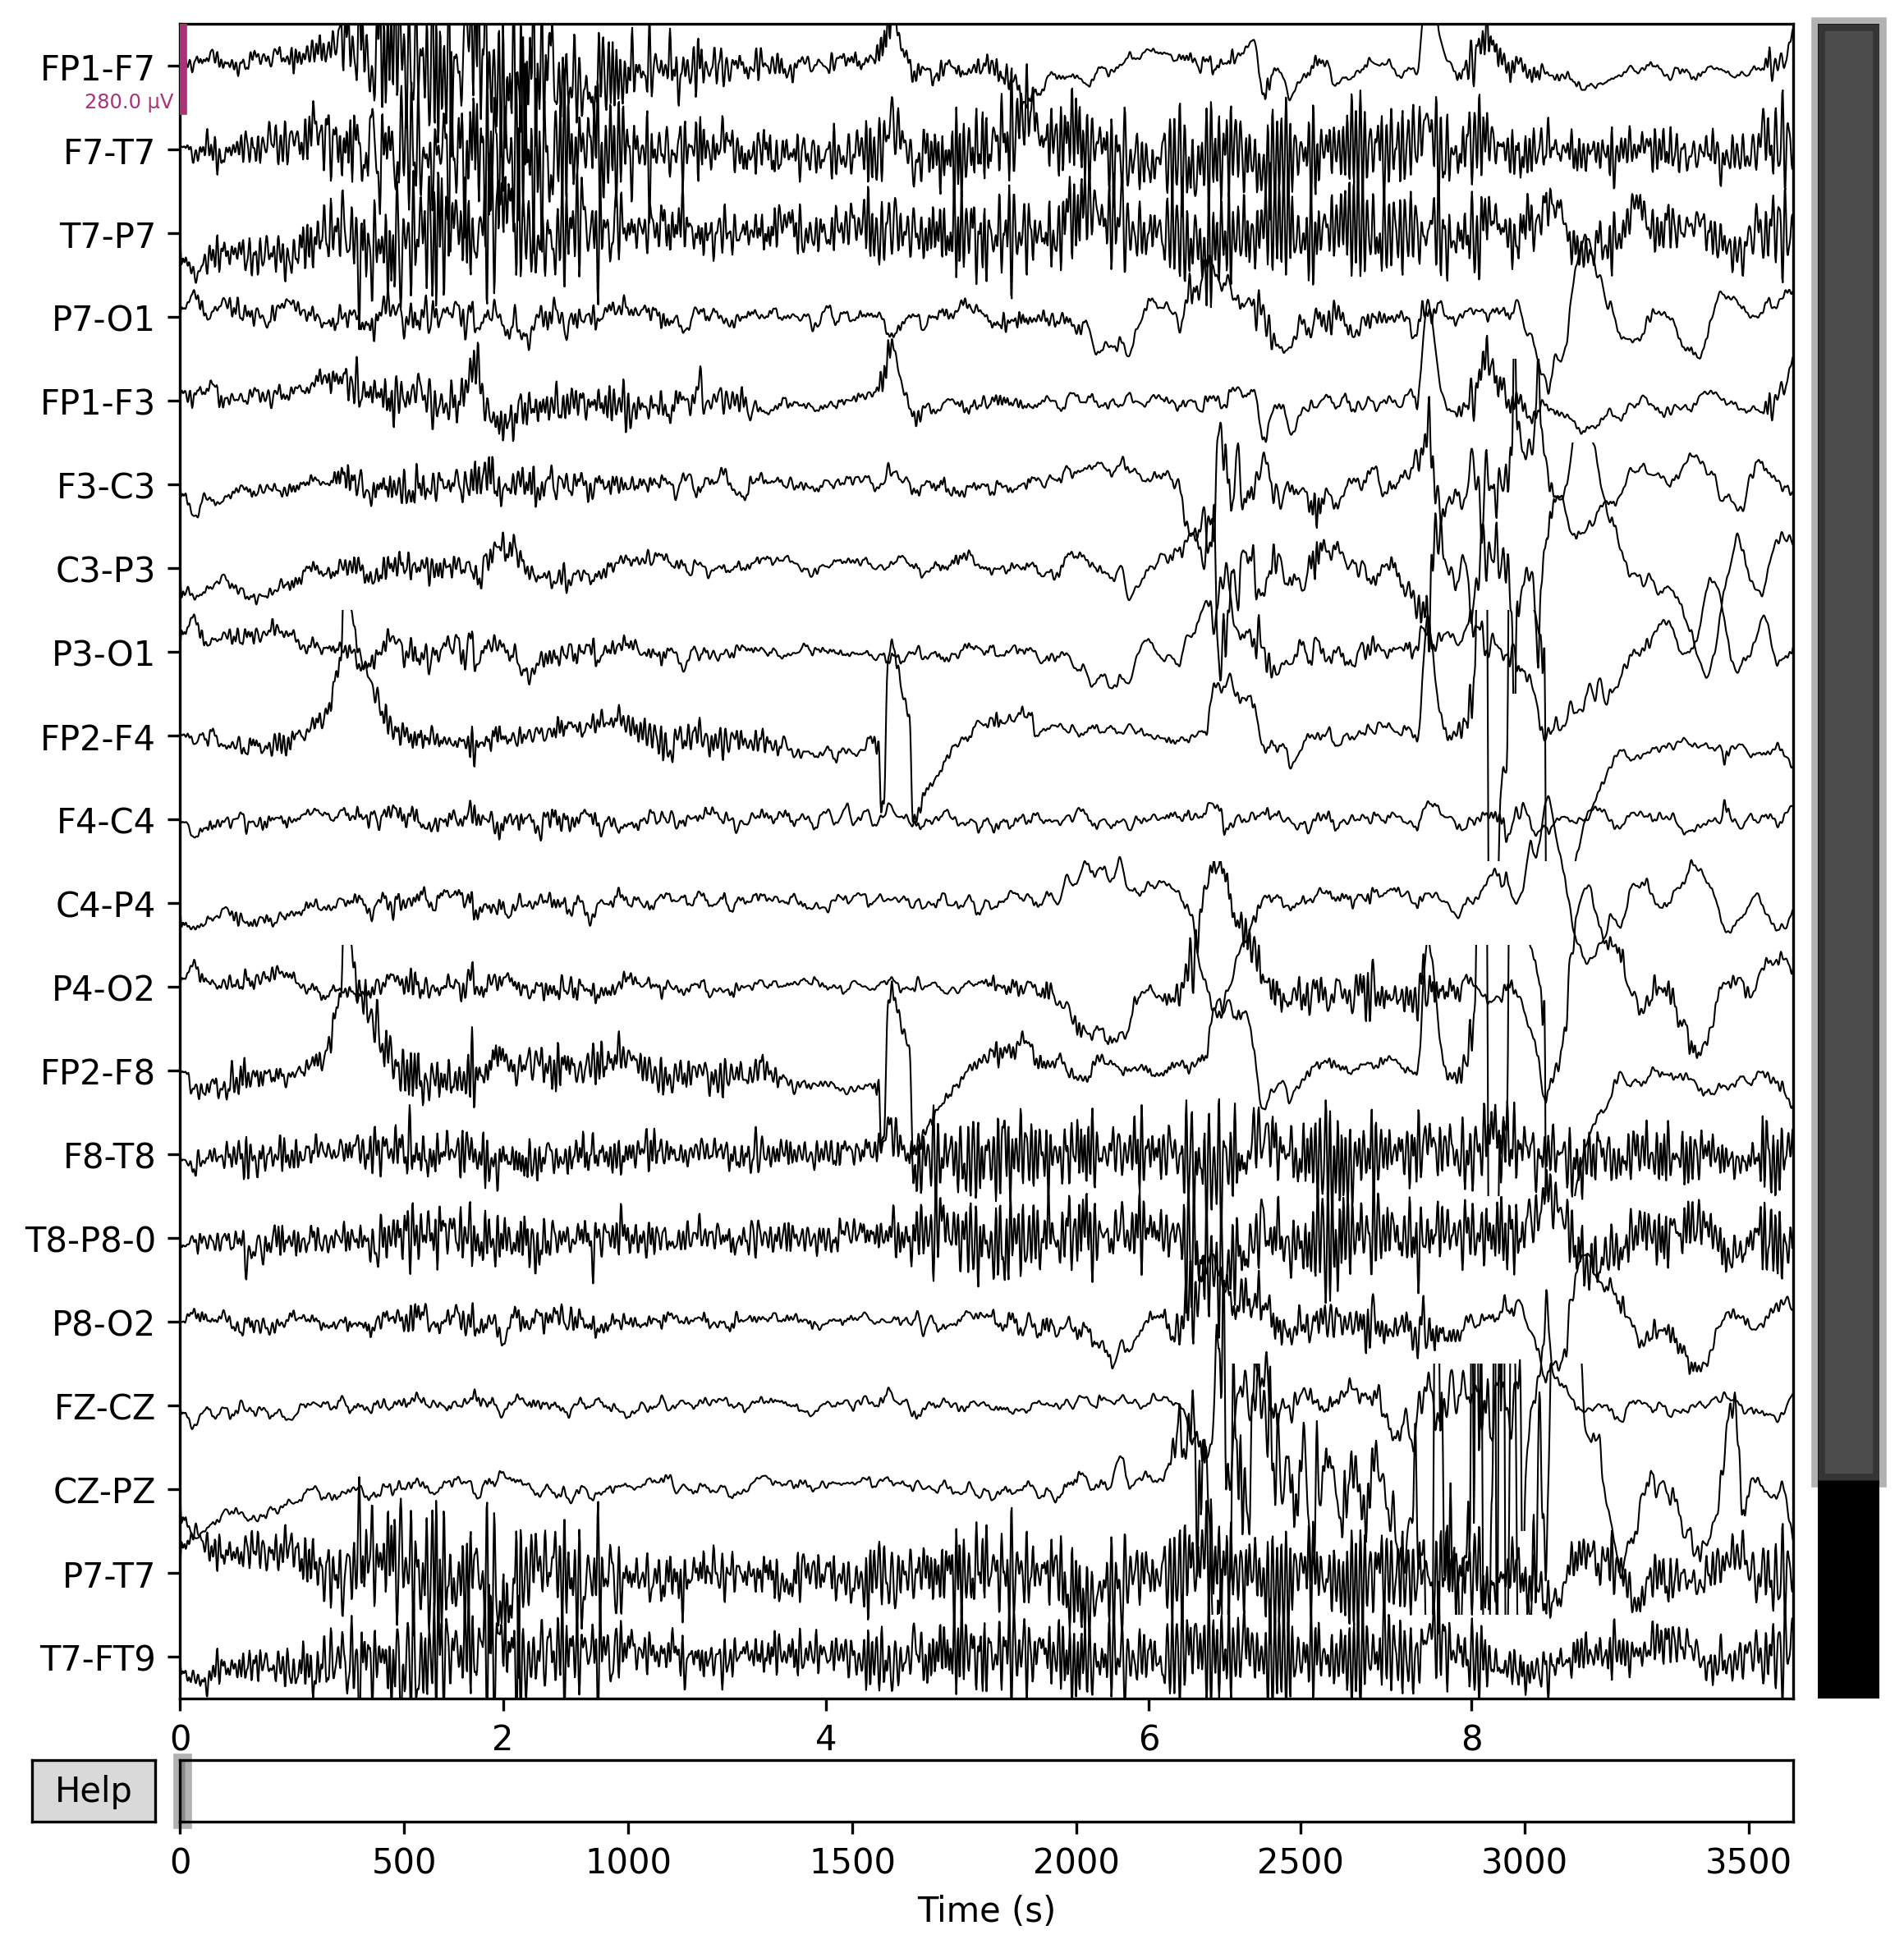 FP1-F7
280.0 µV
F7-T7
T7-P7
P7-O1
FP1-F3
F3-C3
C3-P3
P3-O1
FP2-F4
F4-C4
C4-P4
P4-O2
FP2-F8
F8-T8
T8-P8-0
P8-O2
FZ-CZ
CZ-PZ
P7-T7
T7-FT9
0 2 4 6 8
Help
0 500 1000 1500 2000 2500 3000 3500
Time (s)